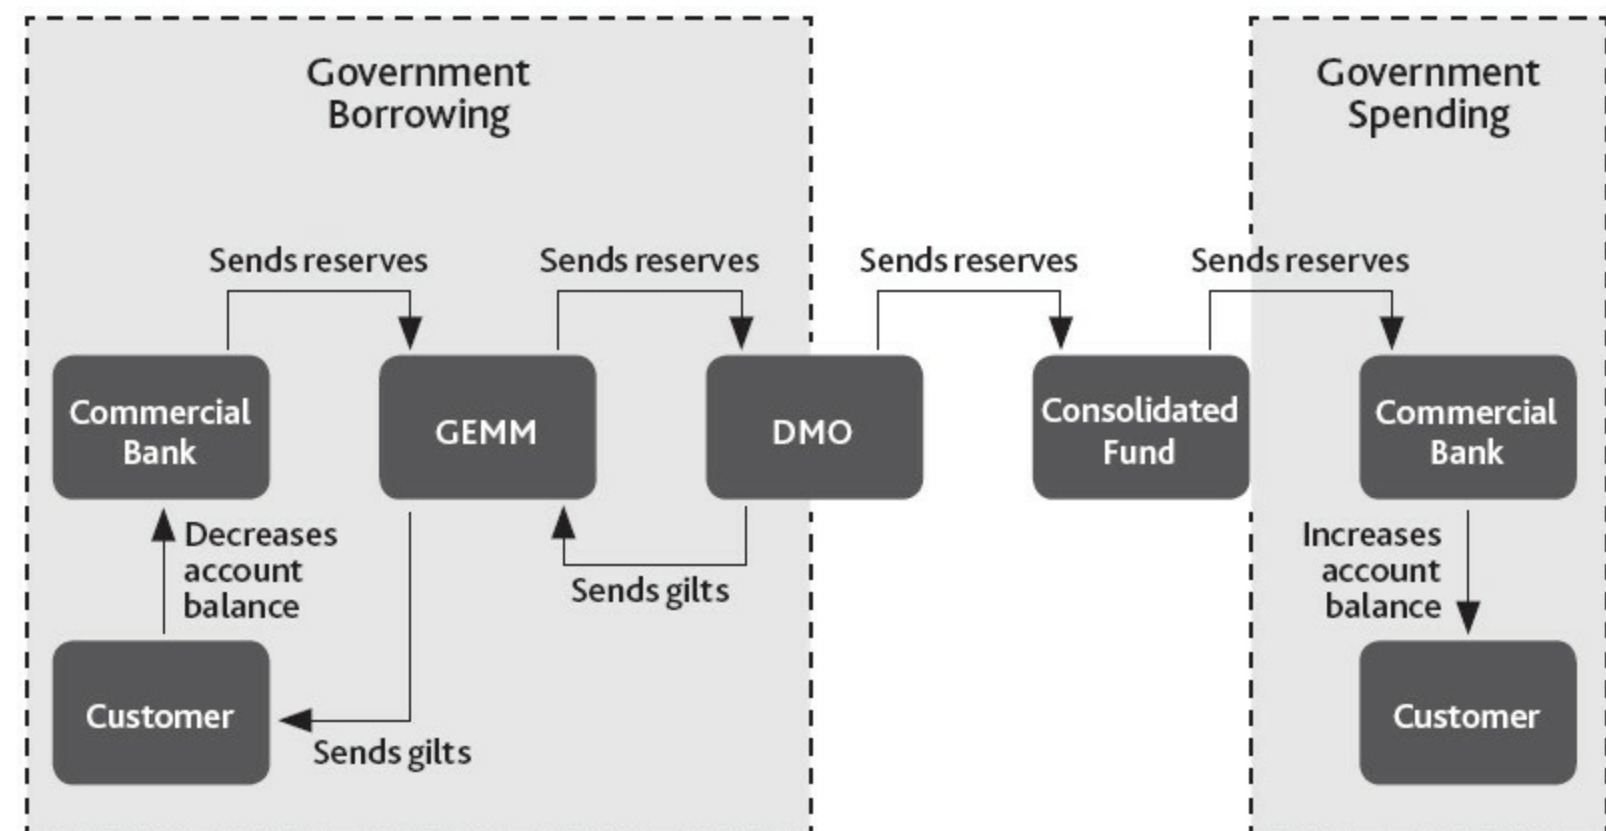 Government
Borrowing
Government
Spending
Sends reserves
Sends reserves
Sends reserves
Sends reserves
Commercial
Bank
GEMM
DMO
Consolidated
Fund
Commercial
Bank
Decreases
account
balance
Sends gilts
Increases
account
balance
Customer
Sends gilts
Customer